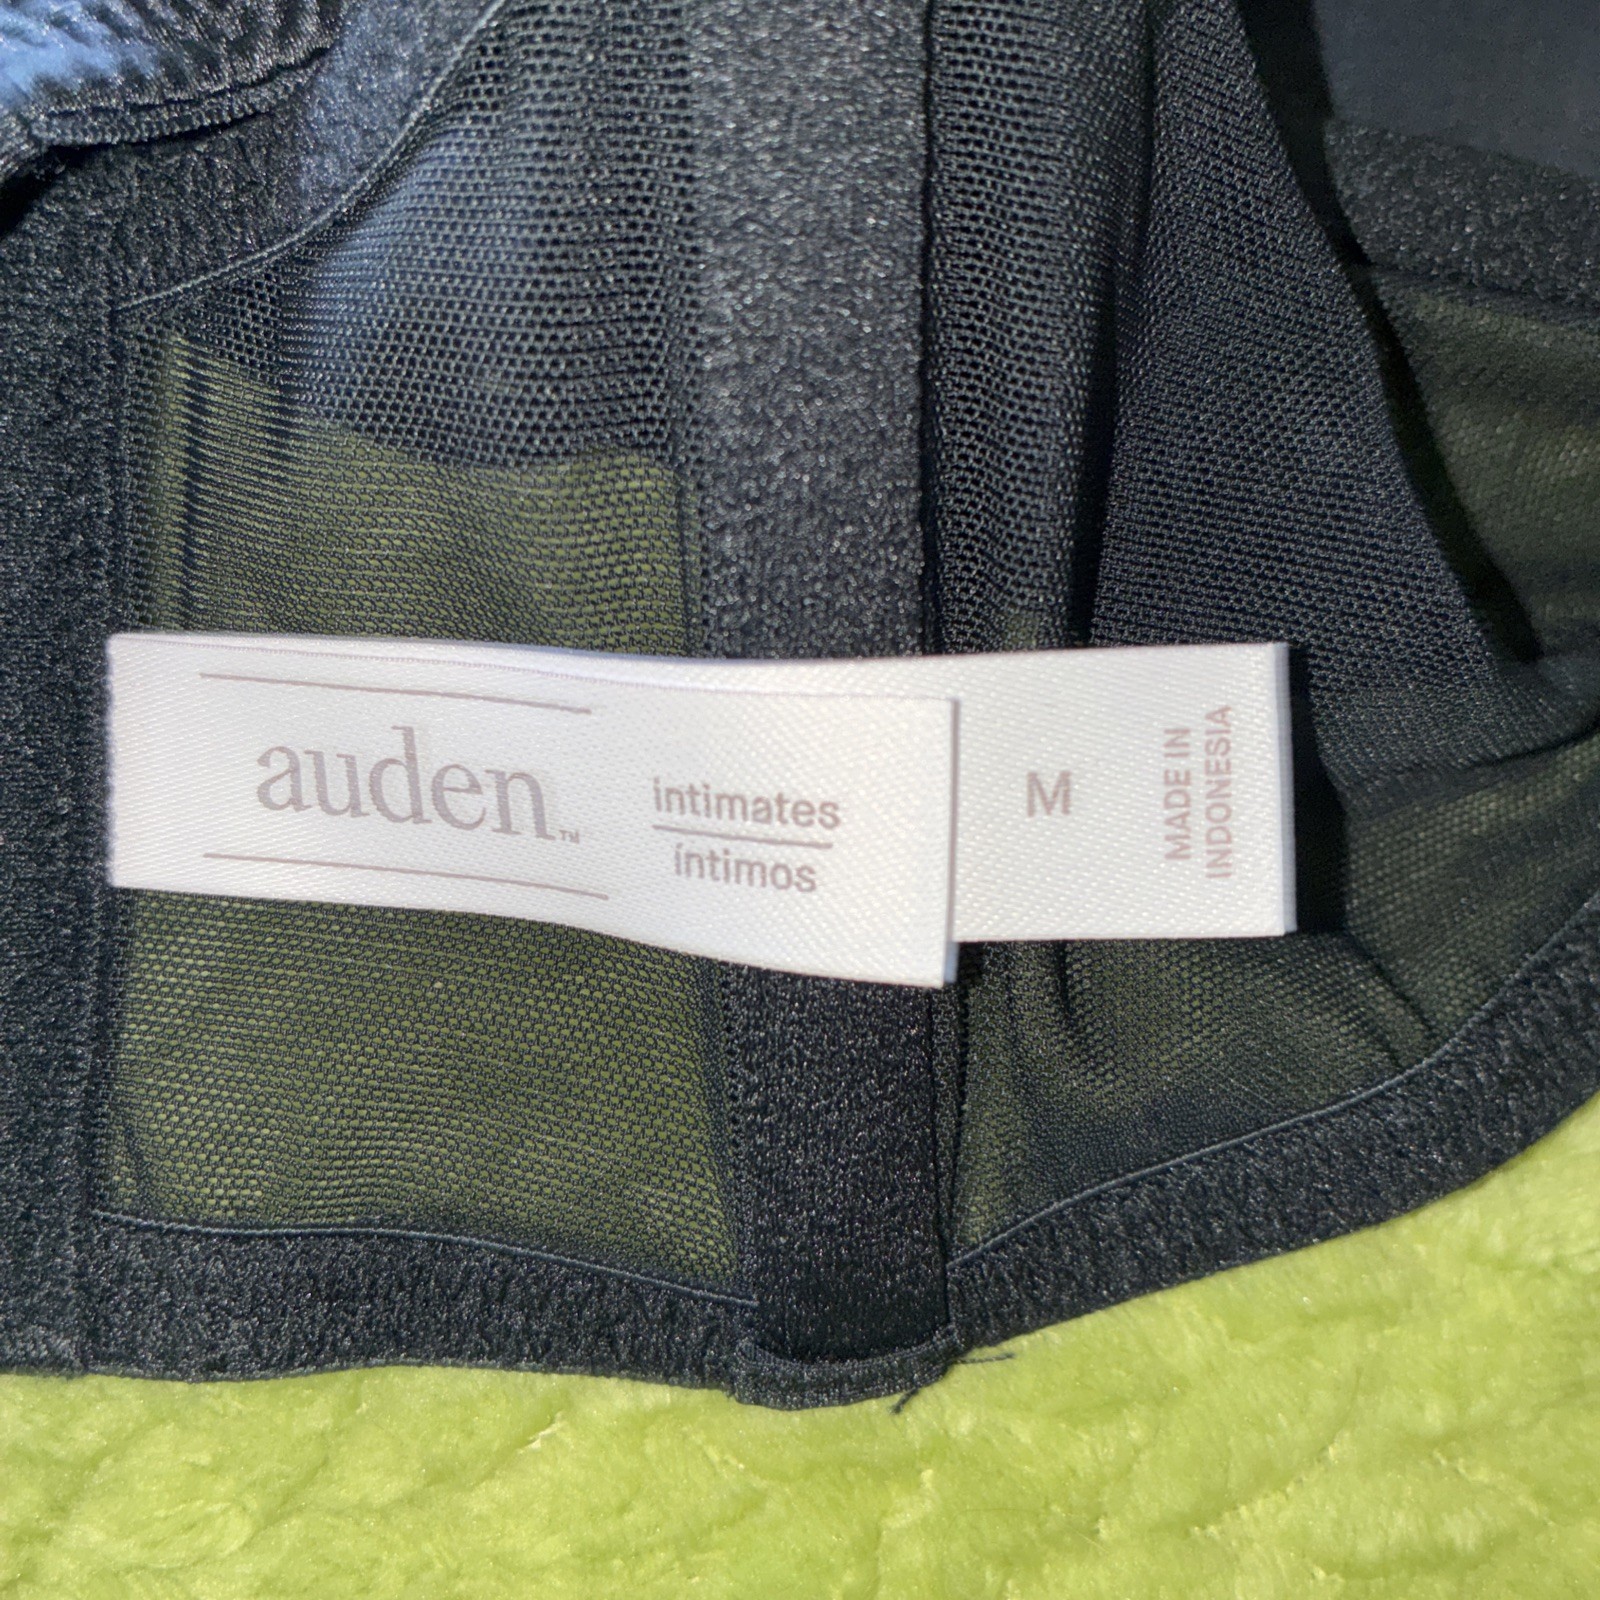 auden™
intimates
íntimos
M
MADE IN
INDONESIA